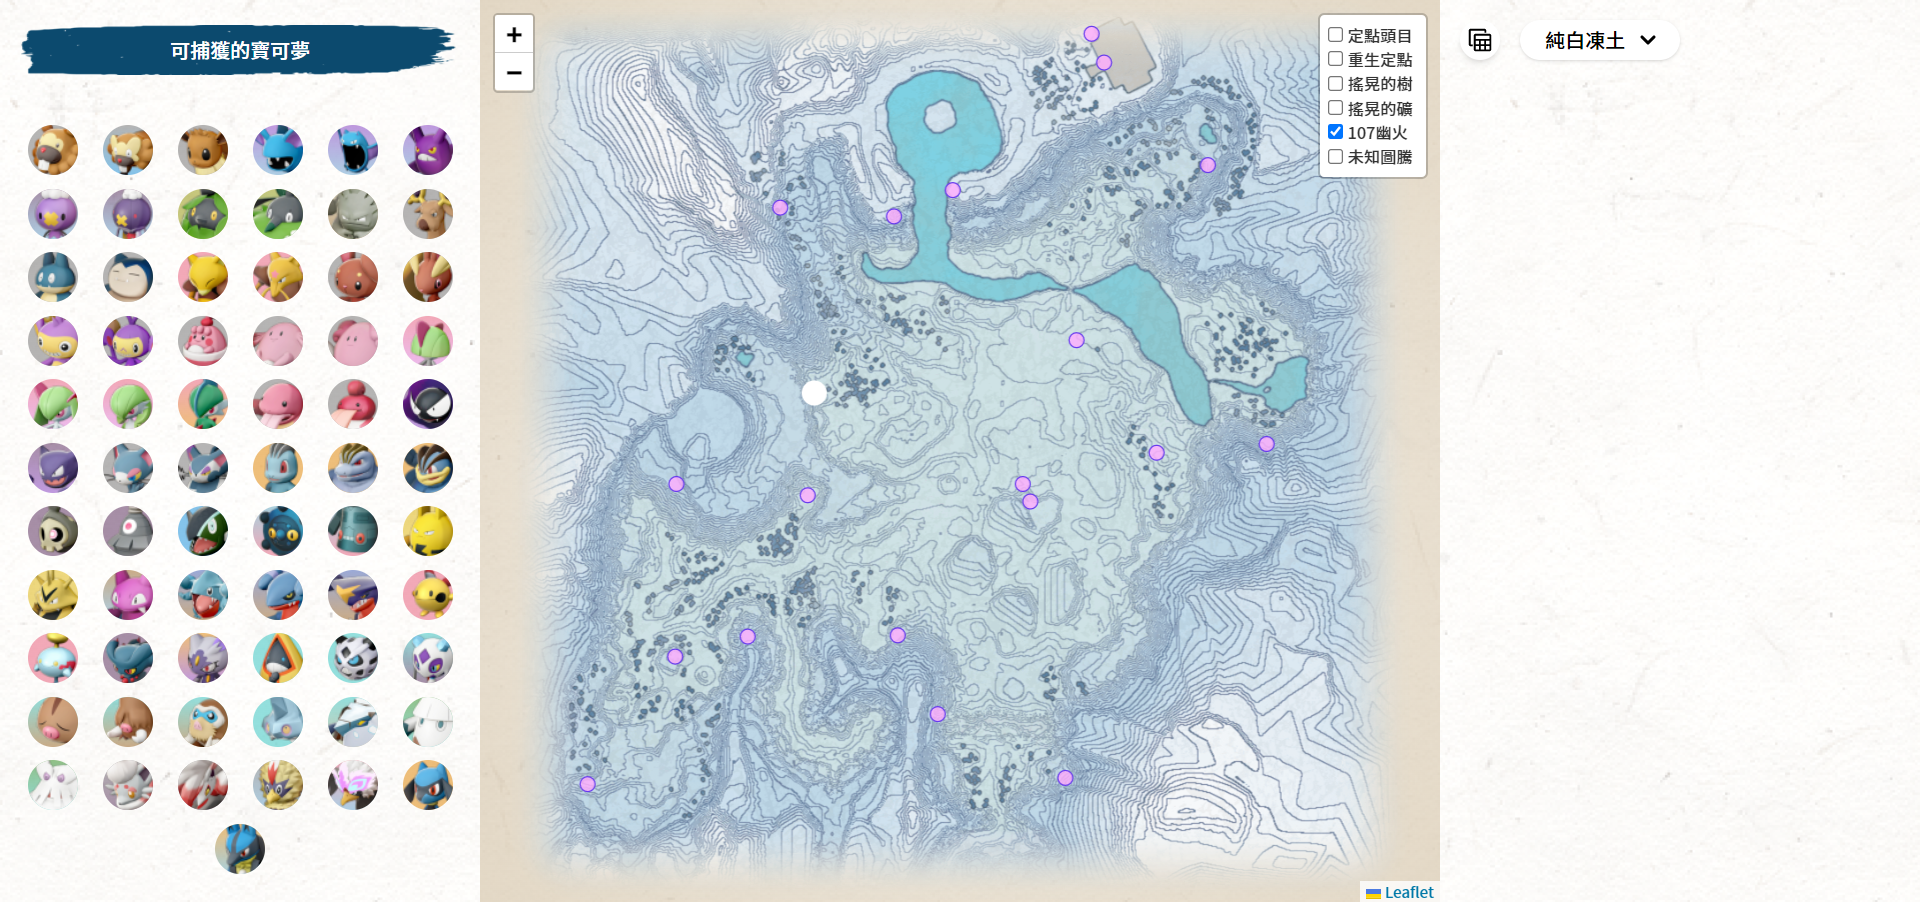 可捕獲的寶可夢
+
−
定點頭目
重生定點
搖晃的樹
搖晃的礦
107幽火
未知圖騰
純白凍土
Leaflet